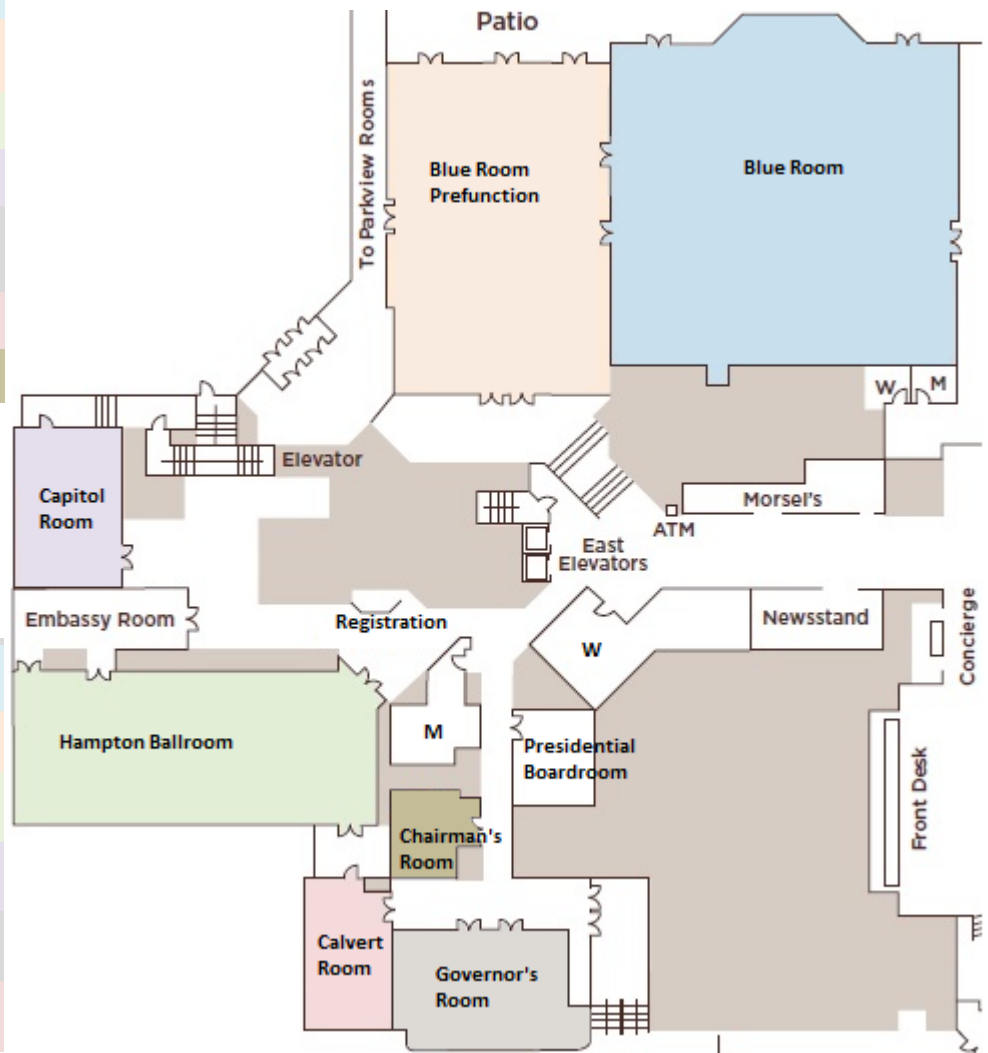 Patio
To Parkview Rooms
Blue Room
Prefunction
Blue Room
W
M
Elevator
Capitol
Room
Morsel's
ATM
East
Elevators
Embassy Room
Registration
Newsstand
Concierge
W
Hampton Ballroom
M
Presidential
Boardroom
Front Desk
Chairman's
Room
Calvert
Room
Governor's
Room